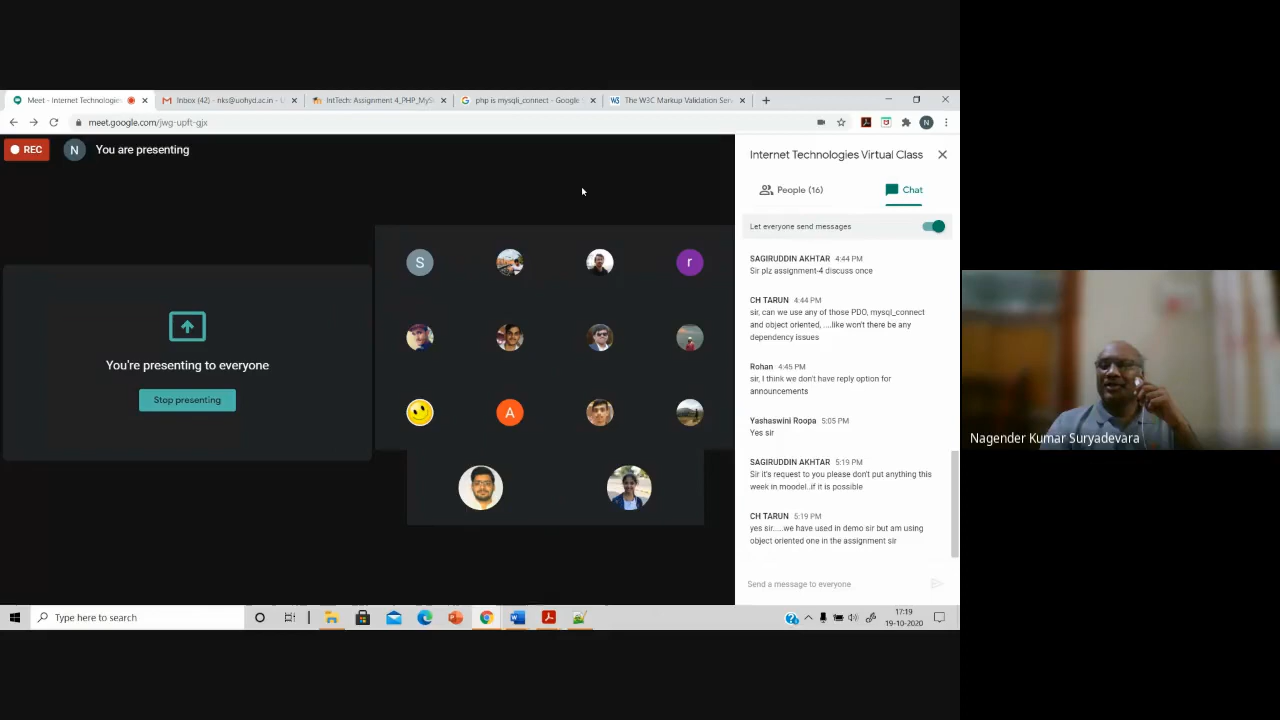 Meet - Internet Technologies
Inbox (42) - nks@uohyd.ac.in - U
IntTech: Assignment 4_PHP_MyS
php is mysqli_connect - Google S
The W3C Markup Validation Serv
meet.google.com/jwg-upft-gjx
REC
N
You are presenting
Internet Technologies Virtual Class
People (16)
Chat
Let everyone send messages
S
r
SAGIRUDDIN AKHTAR 4:44 PM
Sir plz assignment-4 discuss once
CH TARUN 4:44 PM
sir, can we use any of those PDO, mysql_connect
and object oriented, ....like won't there be any
dependency issues
You're presenting to everyone
Stop presenting
Rohan 4:45 PM
sir, I think we don't have reply option for
announcements
A
Yashaswini Roopa 5:05 PM
Yes sir
Nagender Kumar Suryadevara
SAGIRUDDIN AKHTAR 5:19 PM
Sir it's request to you please don't put anything this
week in moodel..if it is possible
CH TARUN 5:19 PM
yes sir.....we have used in demo sir but am using
object oriented one in the assignment sir
Send a message to everyone
Type here to search
17:19
19-10-2020